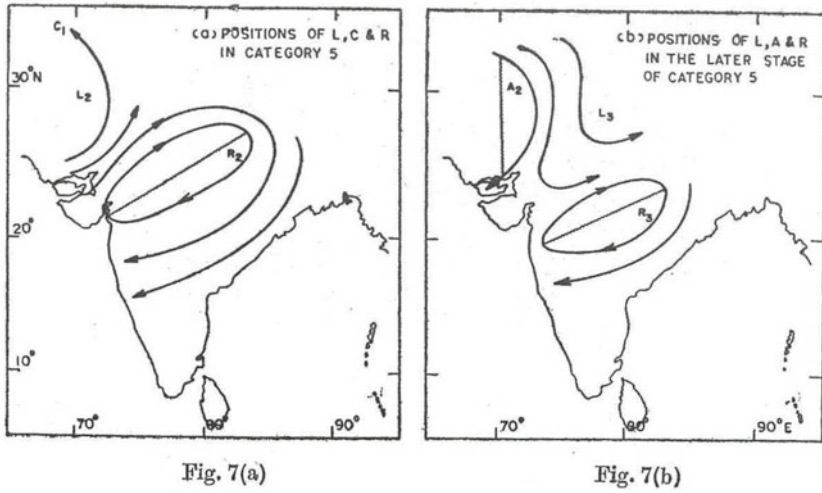 (a) POSITIONS OF L, C & R
IN CATEGORY 5
C1
30°N
L2
R2
20°
10°
70°
80°
90°
Fig. 7(a)
(b) POSITIONS OF L, A & R
IN THE LATER STAGE
OF CATEGORY 5
A2
L3
R3
70°
80°
90°E
Fig. 7(b)